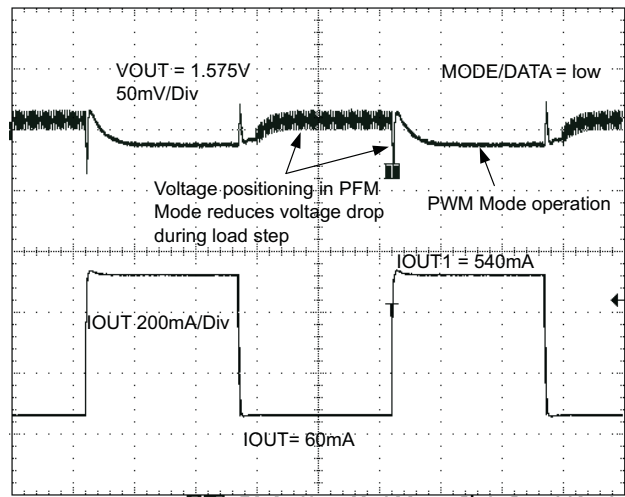 VOUT = 1.575V
50mV/Div
MODE/DATA = low
Voltage positioning in PFM
Mode reduces voltage drop
during load step
PWM Mode operation
IOUT1 = 540mA
IOUT 200mA/Div
IOUT= 60mA